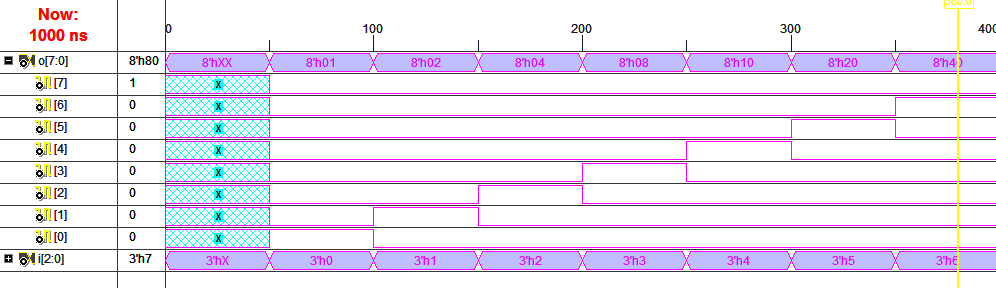 Now:
1000 ns
380.0
0 100 200 300 400
o[7:0] 8'h80 8'hXX 8'h01 8'h02 8'h04 8'h08 8'h10 8'h20 8'h40
[7] 1 X
[6] 0 X
[5] 0 X
[4] 0 X
[3] 0 X
[2] 0 X
[1] 0 X
[0] 0 X
i[2:0] 3'h7 3'hX 3'h0 3'h1 3'h2 3'h3 3'h4 3'h5 3'h6